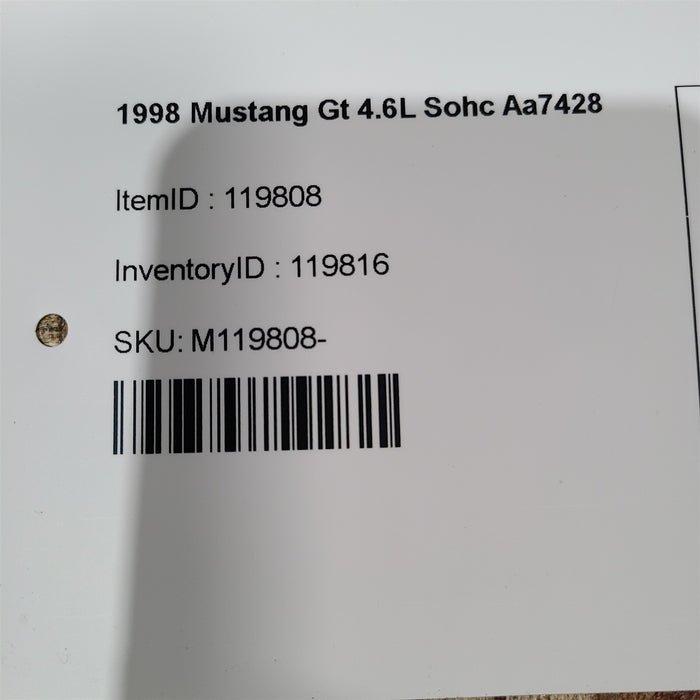 1998 Mustang Gt 4.6L Sohc Aa7428
ItemID : 119808
InventoryID : 119816
SKU: M119808-